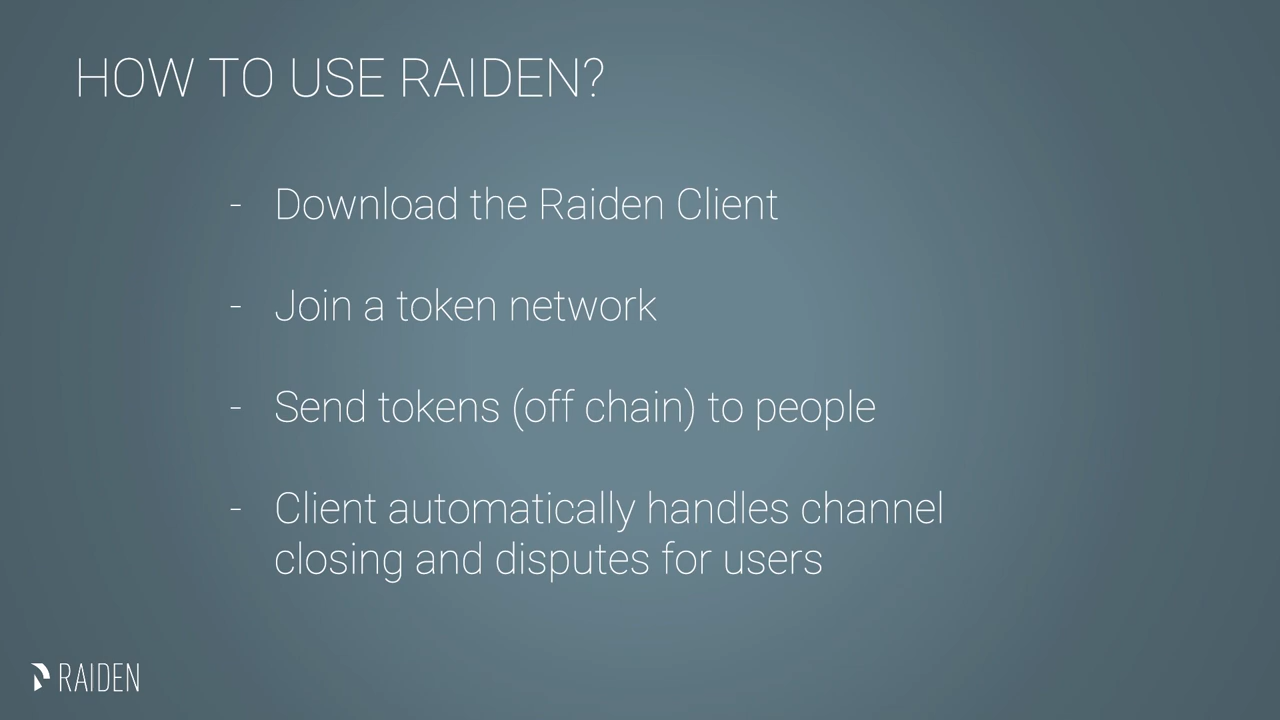 HOW TO USE RAIDEN?
- Download the Raiden Client
- Join a token network
- Send tokens (off chain) to people
- Client automatically handles channel
closing and disputes for users
RAIDEN